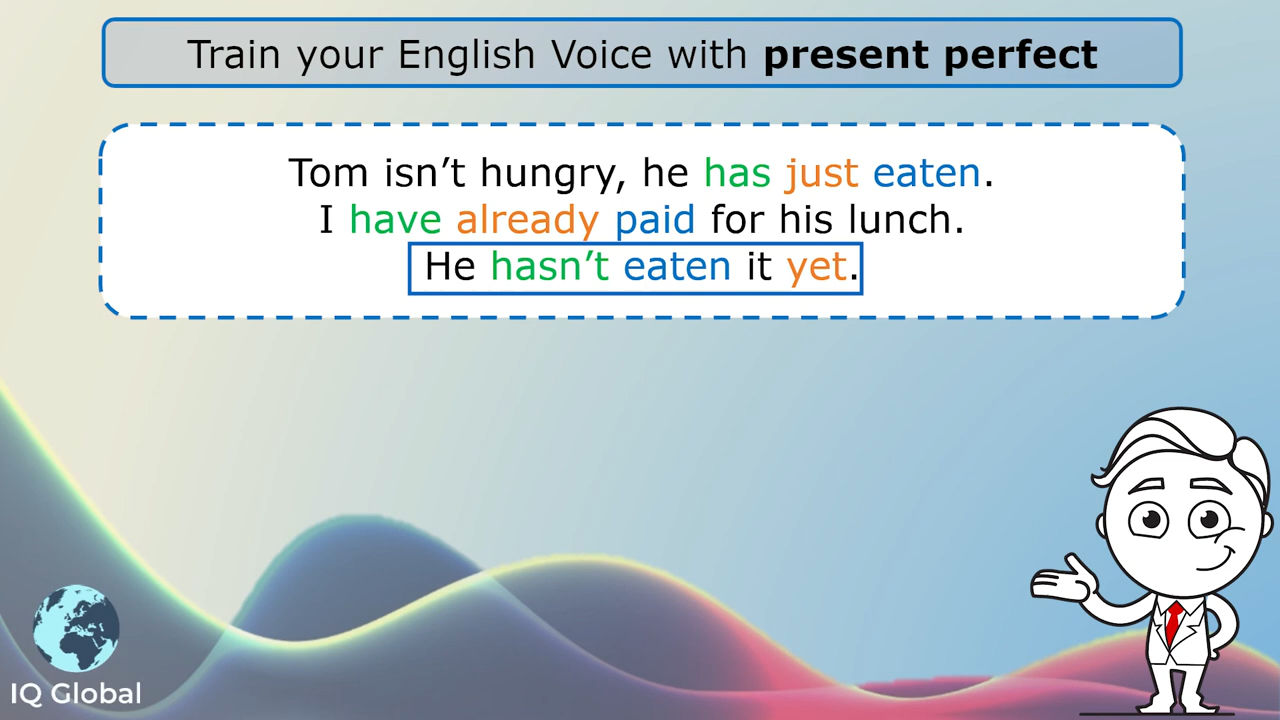 Train your English Voice with present perfect
Tom isn’t hungry, he has just eaten.
I have already paid for his lunch.
He hasn’t eaten it yet.
IQ Global